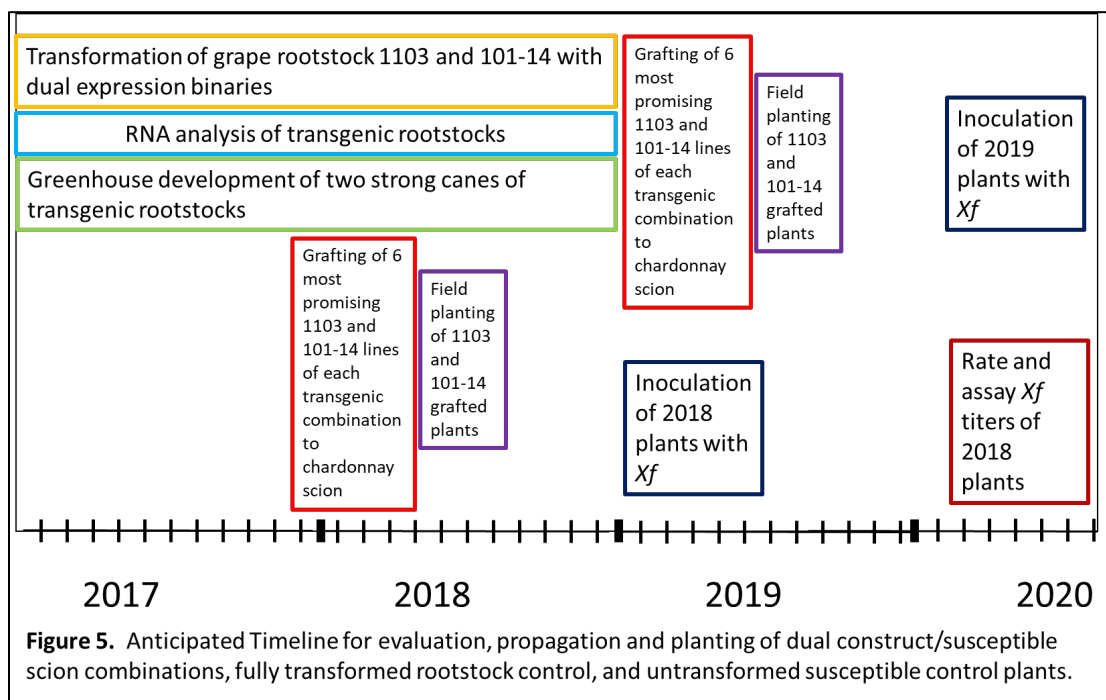 Transformation of grape rootstock 1103 and 101-14 with
dual expression binaries
RNA analysis of transgenic rootstocks
Greenhouse development of two strong canes of
transgenic rootstocks
Grafting of 6
most
promising
1103 and
101-14 lines
of each
transgenic
combination
to
chardonnay
scion
Field
planting
of 1103
and
101-14
grafted
plants
Grafting of 6
most
promising
1103 and
101-14 lines
of each
transgenic
combination
to
chardonnay
scion
Field
planting
of 1103
and
101-14
grafted
plants
Inoculation
of 2018
plants with
Xf
Inoculation
of 2019
plants with
Xf
Rate and
assay Xf
titers of
2018
plants
2017
2018
2019
2020
Figure 5. Anticipated Timeline for evaluation, propagation and planting of dual construct/susceptible
scion combinations, fully transformed rootstock control, and untransformed susceptible control plants.